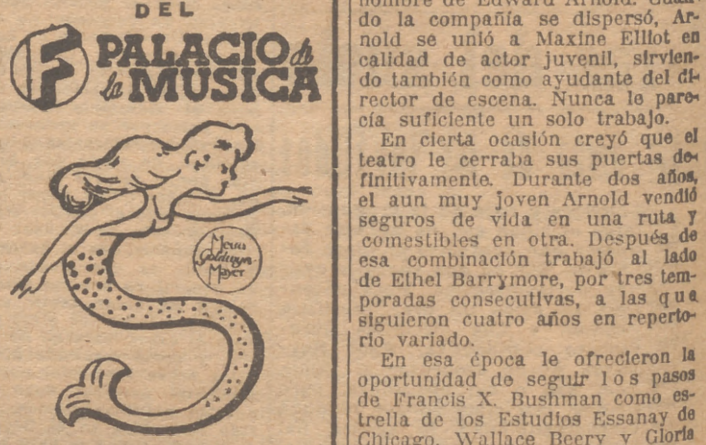 DEL
F PALACIO de
la MUSICA
Metro
Goldwyn-
Mayer
nombre de Edward Arnold. Cuan-
do la compañía se dispersó, Ar-
nold se unió a Maxine Elliot en
calidad de actor juvenil, sirvien-
do también como ayudante del di-
rector de escena. Nunca le pare-
cía suficiente un solo trabajo.
En cierta ocasión creyó que el
teatro le cerraba sus puertas de-
finitivamente. Durante dos años,
el aun muy joven Arnold vendió
seguros de vida en una ruta y
comestibles en otra. Después de
esa combinación trabajó al lado
de Ethel Barrymore, por tres tem-
poradas consecutivas, a las que
siguieron cuatro años en reperto-
rio variado.
En esa época le ofrecieron la
oportunidad de seguir los pasos
de Francis X. Bushman como es-
trella de los Estudios Essanay de
Chicago. Wallace Beery y Gloria